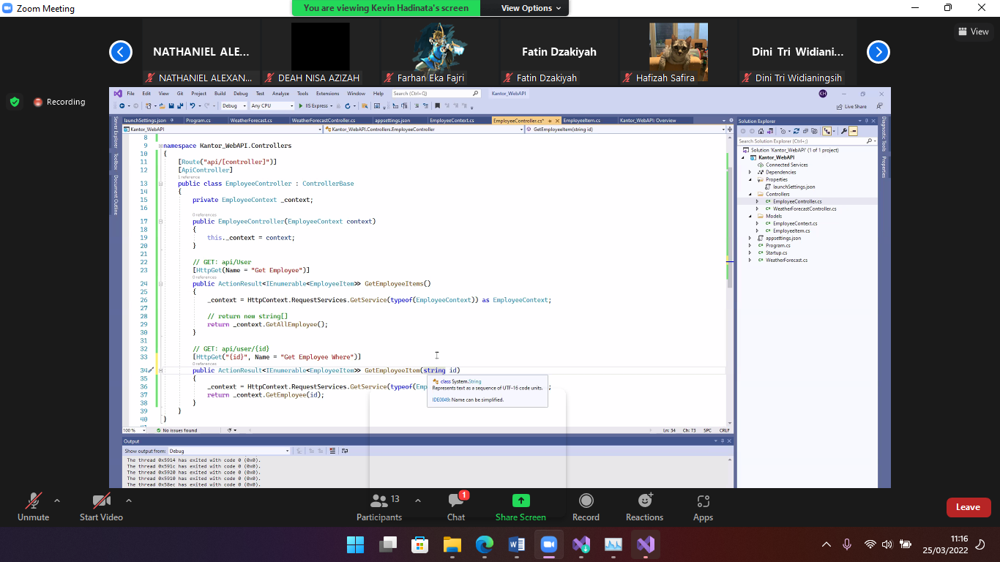 Zoom Meeting
You are viewing Kevin Hadinata's screen View Options
View
NATHANIEL ALE... Fatin Dzakiyah Dini Tri Widiani...
NATHANIEL ALEXAN... DEAH NISA AZIZAH Farhan Eka Fajri Fatin Dzakiyah Hafizah Safira Dini Tri Widianingsih
Recording
File Edit View Git Project Build Debug Test Analyze Tools Extensions Window Help Search (Ctrl+Q) Kantor_WebAPI KH
Debug Any CPU IIS Express Live Share
launchSettings.json Program.cs WeatherForecast.cs WeatherForecastController.cs appsettings.json EmployeeContext.cs EmployeeController.cs* EmployeeItem.cs Kantor_WebAPI: Overview
Kantor_WebAPI Kantor_WebAPI.Controllers.EmployeeController GetEmployeeItem(string id)
Server Explorer
Toolbox
Document Outline
8
9 namespace Kantor_WebAPI.Controllers
10 {
11 [Route("api/[controller]")]
12 [ApiController]
1 reference
13 public class EmployeeController : ControllerBase
14 {
15 private EmployeeContext _context;
16
0 references
17 public EmployeeController(EmployeeContext context)
18 {
19 this._context = context;
20 }
21
22 // GET: api/User
23 [HttpGet(Name = "Get Employee")]
0 references
24 public ActionResult<IEnumerable<EmployeeItem>> GetEmployeeItems()
25 {
26 _context = HttpContext.RequestServices.GetService(typeof(EmployeeContext)) as EmployeeContext;
27
28 // return new string[]
29 return _context.GetAllEmployee();
30 }
31
32 // GET: api/user/{id}
33 [HttpGet("{id}", Name = "Get Employee Where")]
0 references
34 public ActionResult<IEnumerable<EmployeeItem>> GetEmployeeItem(string id)
35 {
36 _context = HttpContext.RequestServices.GetService(typeof(Emp ;
37 return _context.GetEmployee(id);
38 }
39 }
40 }
class System.String
Represents text as a sequence of UTF-16 code units.
IDE0049: Name can be simplified.
100 % No issues found Ln: 34 Ch: 73 SPC CRLF
Output
Show output from: Debug
The thread 0x5914 has exited with code 0 (0x0).
The thread 0x591c has exited with code 0 (0x0).
The thread 0x5920 has exited with code 0 (0x0).
The thread 0x5910 has exited with code 0 (0x0).
The thread 0x58ec has exited with code 0 (0x0).
Solution Explorer
Search Solution Explorer (Ctrl+;)
Solution 'Kantor_WebAPI' (1 of 1 project)
Kantor_WebAPI
Connected Services
Dependencies
Properties
launchSettings.json
Controllers
EmployeeController.cs
WeatherForecastController.cs
Models
EmployeeContext.cs
EmployeeItem.cs
appsettings.json
Program.cs
Startup.cs
WeatherForecast.cs
Diagnostic Tools
Properties
Unmute Start Video Participants 13 Chat 1 Share Screen Record Reactions Apps Leave
11:16
25/03/2022